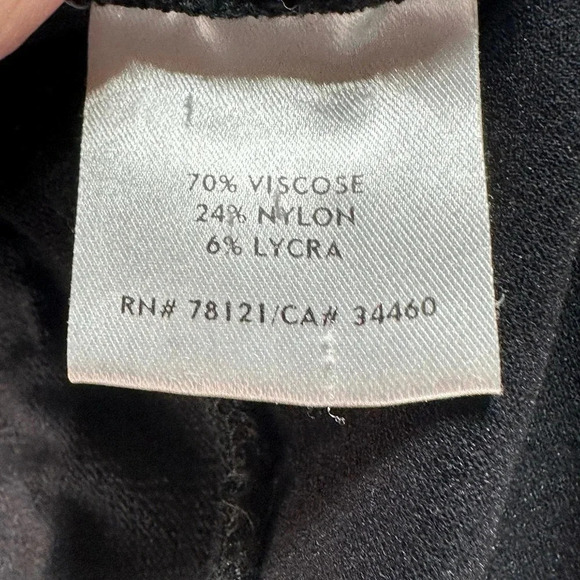 70% VISCOSE
24% NYLON
6% LYCRA
RN# 78121/CA# 34460